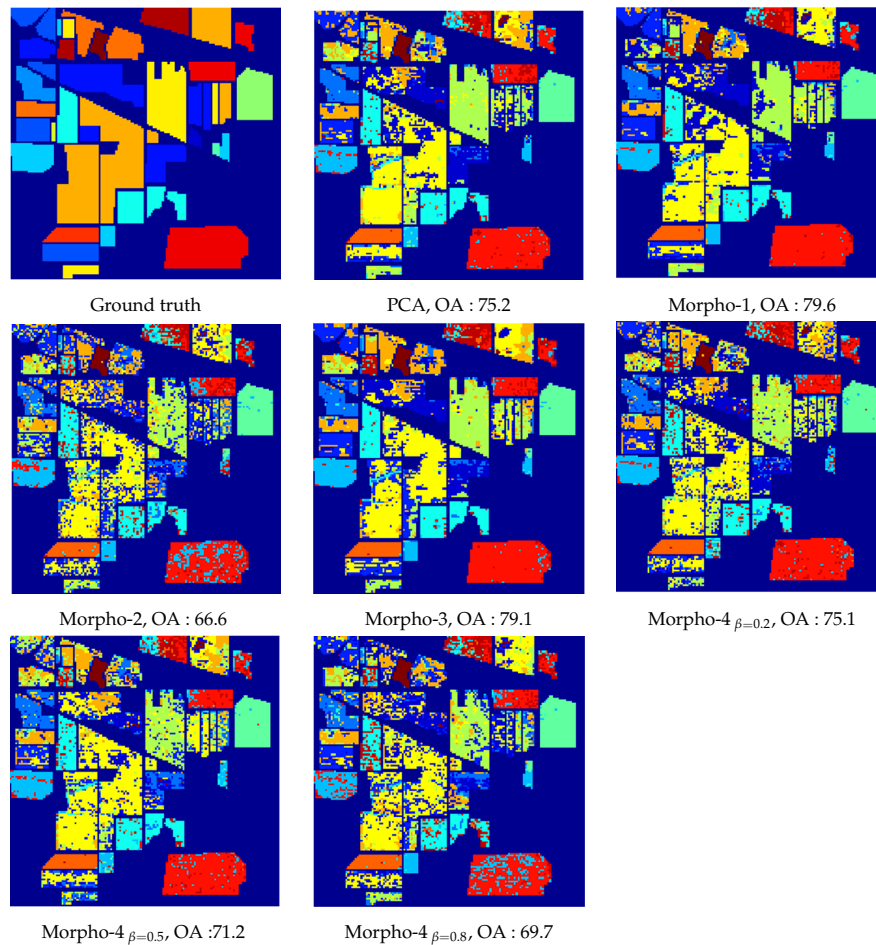 Ground truth
PCA, OA : 75.2
Morpho-1, OA : 79.6
Morpho-2, OA : 66.6
Morpho-3, OA : 79.1
Morpho-4 β=0.2, OA : 75.1
Morpho-4 β=0.5, OA :71.2
Morpho-4 β=0.8, OA : 69.7